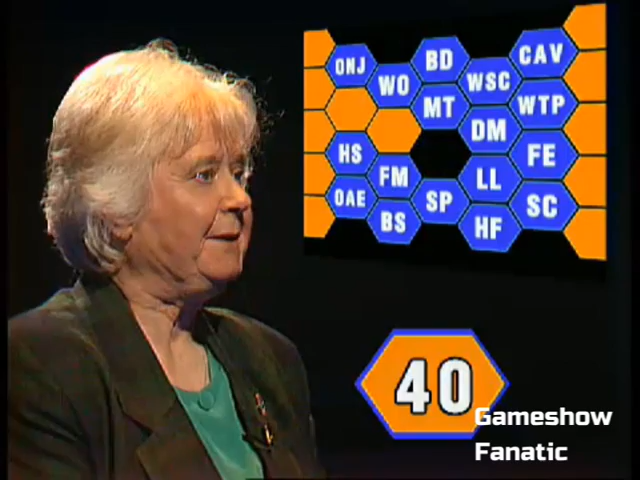 ONJ
WO
BD
WSC
CAV
MT
WTP
DM
HS
FM
LL
FE
OAE
BS
SP
HF
SC
40
Gameshow
Fanatic